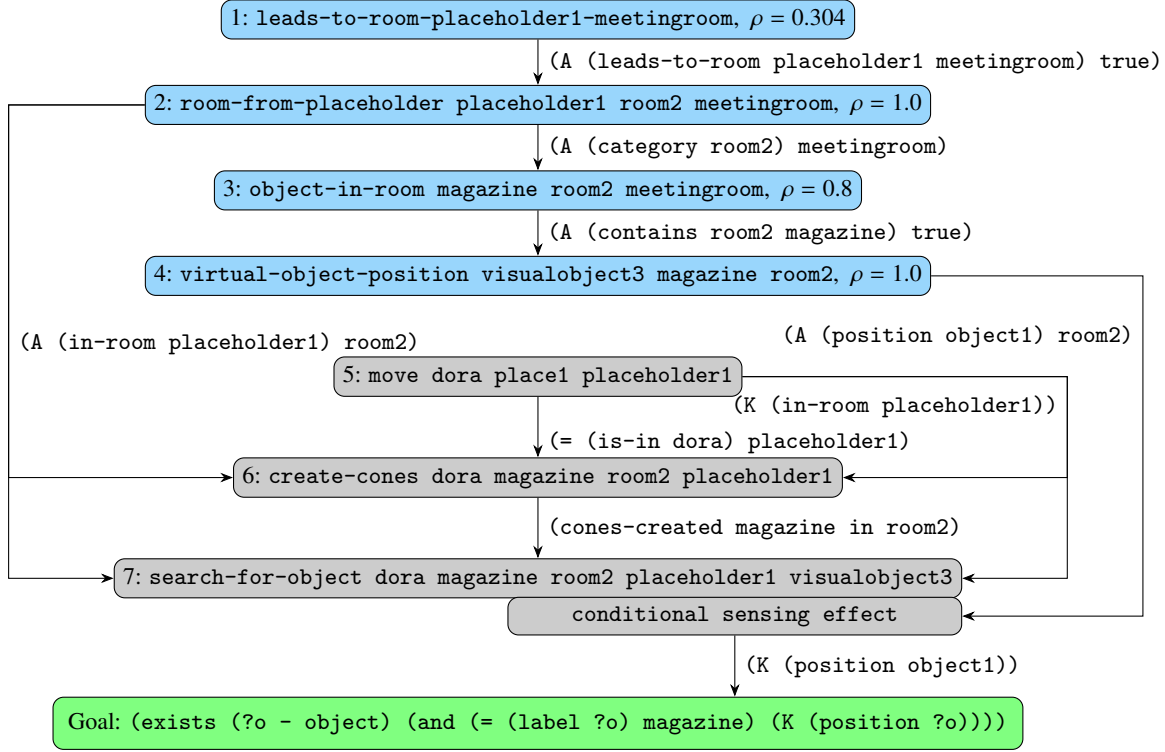 1: leads-to-room-placeholder1-meetingroom, ρ = 0.304
(A (leads-to-room placeholder1 meetingroom) true)
2: room-from-placeholder placeholder1 room2 meetingroom, ρ = 1.0
(A (category room2) meetingroom)
3: object-in-room magazine room2 meetingroom, ρ = 0.8
(A (contains room2 magazine) true)
4: virtual-object-position visualobject3 magazine room2, ρ = 1.0
(A (in-room placeholder1) room2)
(A (position object1) room2)
5: move dora place1 placeholder1
(K (in-room placeholder1))
(= (is-in dora) placeholder1)
6: create-cones dora magazine room2 placeholder1
(cones-created magazine in room2)
7: search-for-object dora magazine room2 placeholder1 visualobject3
conditional sensing effect
(K (position object1))
Goal: (exists (?o - object) (and (= (label ?o) magazine) (K (position ?o))))